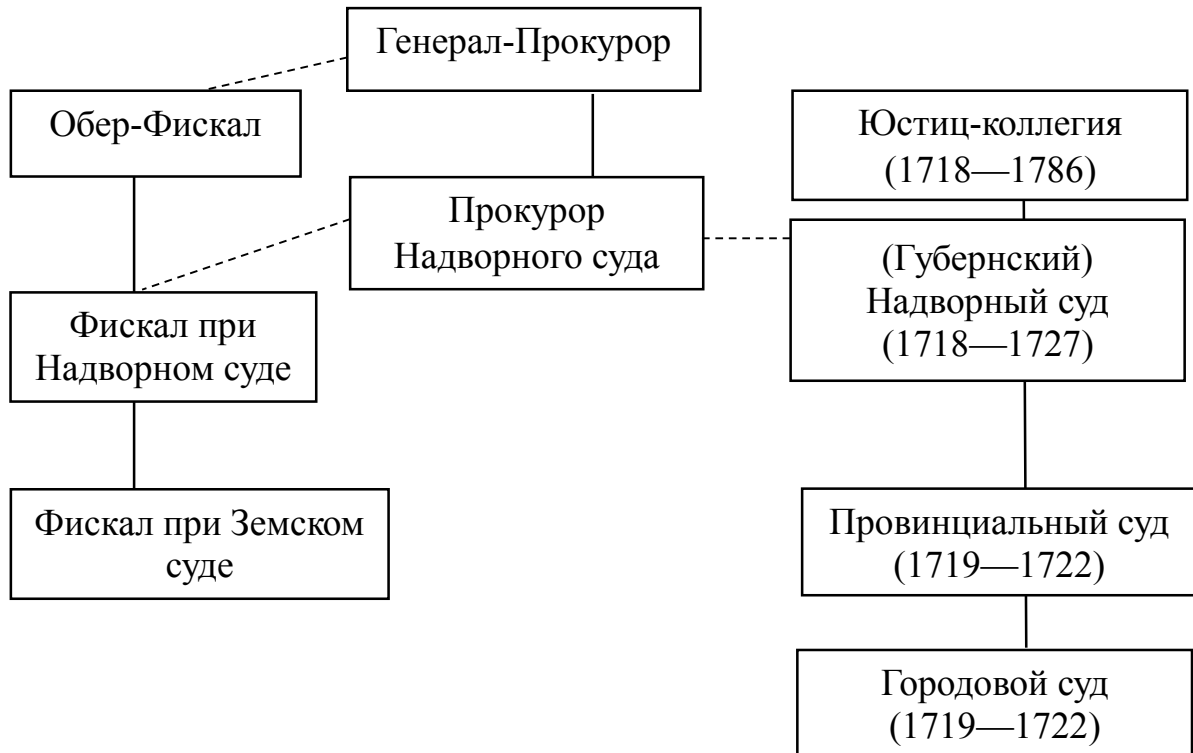 Генерал-Прокурор
Обер-Фискал
Юстиц-коллегия
(1718—1786)
Прокурор
Надворного суда
(Губернский)
Надворный суд
(1718—1727)
Фискал при
Надворном суде
Фискал при Земском
суде
Провинциальный суд
(1719—1722)
Городовой суд
(1719—1722)